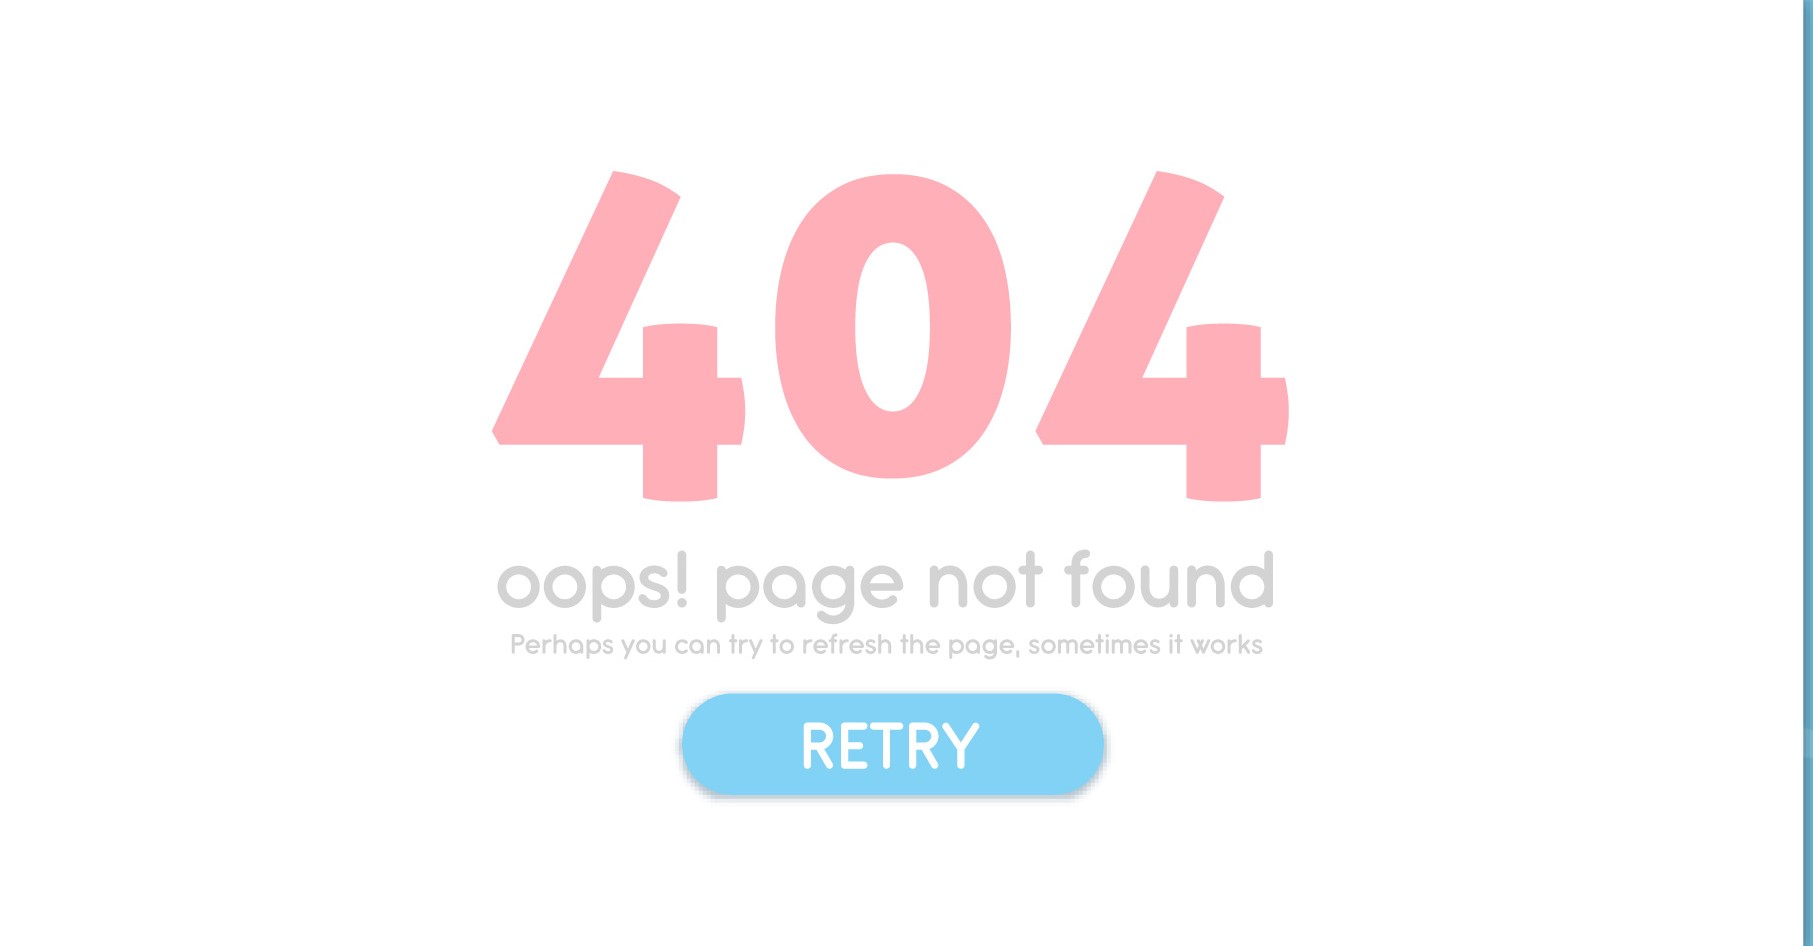 404
oops! page not found
Perhaps you can try to refresh the page, sometimes it works
RETRY